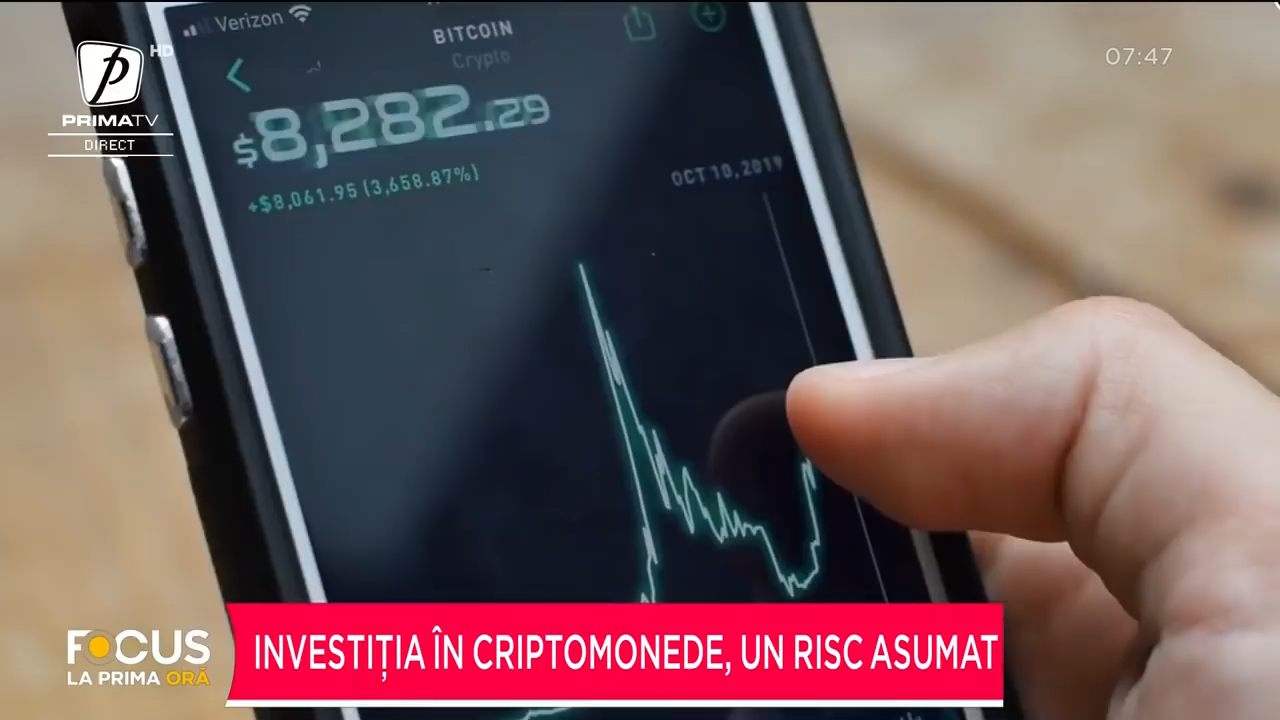 Verizon
BITCOIN
Crypto
$8,282.29
+$8,061.95 (3,658.87%)
OCT 10, 2019
HD
PRIMATV
DIRECT
07:47
FOCUS
LA PRIMA ORĂ
INVESTIȚIA ÎN CRIPTOMONEDE, UN RISC ASUMAT